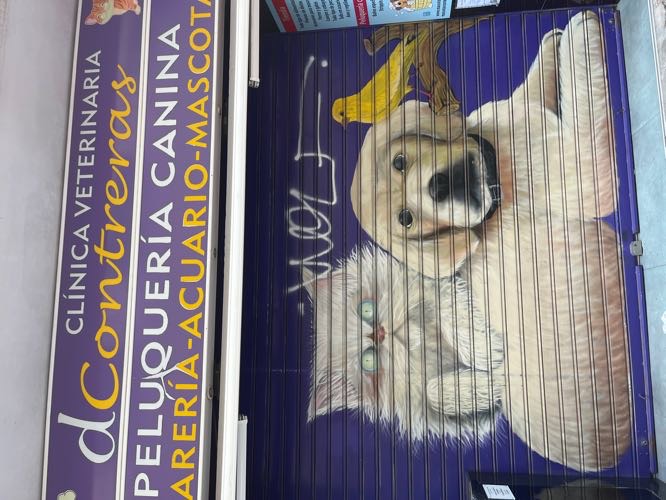 CLÍNICA VETERINARIA
dContreras
PELUQUERÍA CANINA
ARERÍA-ACUARIO-MASCOTA